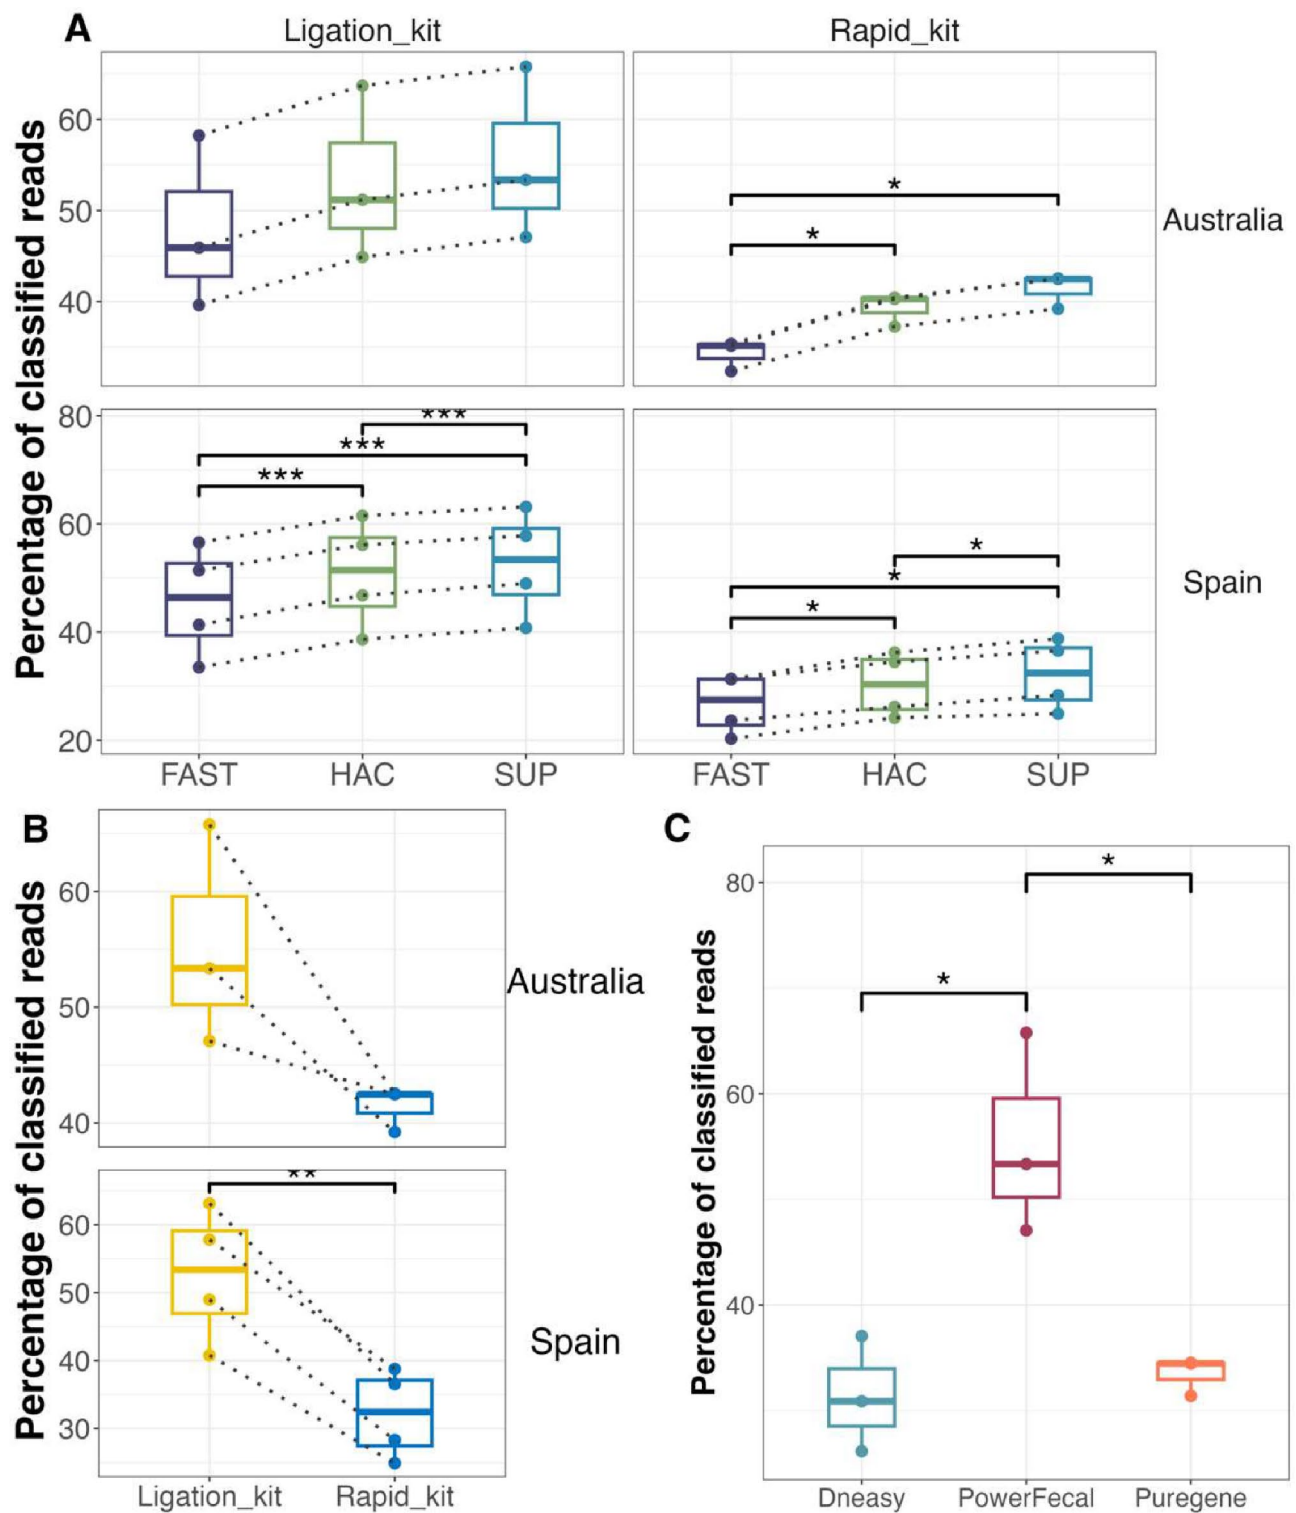 A
Ligation_kit
Rapid_kit
Percentage of classified reads
60
50
40
*
*
Australia
80
60
40
20
***
***
***
*
*
*
Spain
FAST
HAC
SUP
FAST
HAC
SUP
B
Percentage of classified reads
60
50
40
Australia
60
50
40
30
**
Spain
Ligation_kit
Rapid_kit
C
Percentage of classified reads
80
60
40
*
*
Dneasy
PowerFecal
Puregene